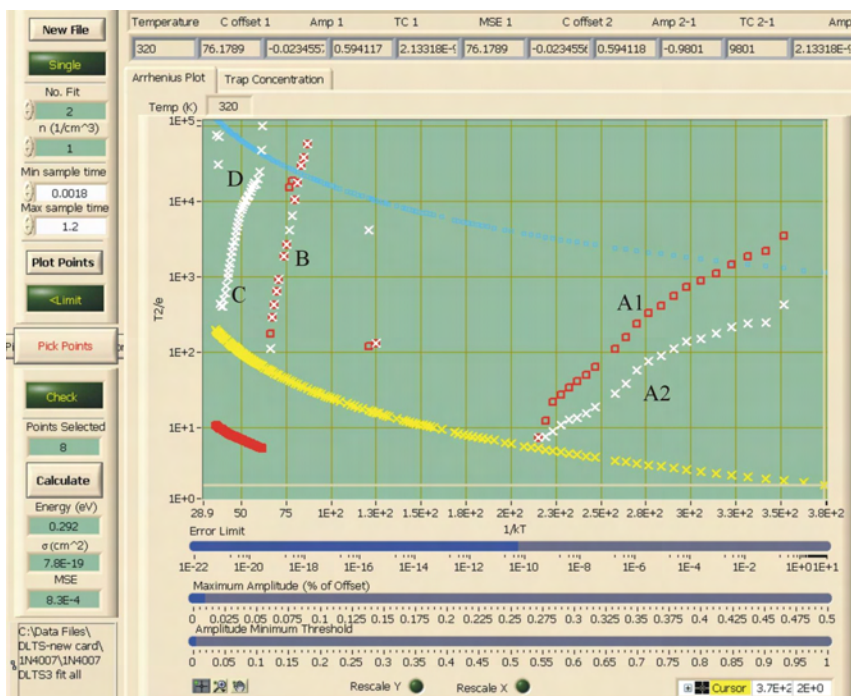 New File
Single
No. Fit
2
n (1/cm^3)
1
Min sample time
0.0018
Max sample time
1.2
Plot Points
<Limit
Pick Points
Check
Points Selected
8
Calculate
Energy (eV)
0.292
σ(cm^2)
7.8E-19
MSE
8.3E-4
C:\Data Files\
DLTS-new card\
1N4007\1N4007
DLTS3 fit all
Temperature C offset 1 Amp 1 TC 1 MSE 1 C offset 2 Amp 2-1 TC 2-1 Amp
320 76.1789 0.594117 76.1789 0.594118 -0.9801 9801
Arrhenius Plot Trap Concentration
Temp (K) 320
T2/e
1E+5
1E+4
1E+3
1E+2
1E+1
1E+0
D
B
C
A1
A2
28.9 50 75 1E+2 1.3E+2 1.5E+2 1.8E+2 2E+2 2.3E+2 2.5E+2 2.8E+2 3E+2 3.3E+2 3.5E+2 3.8E+2
1/kT
Error Limit
1E-22 1E-20 1E-18 1E-16 1E-14 1E-12 1E-10 1E-8 1E-6 1E-4 1E-2 1E+0 1E+1
Maximum Amplitude (% of Offset)
0 0.025 0.05 0.075 0.1 0.125 0.15 0.175 0.2 0.225 0.25 0.275 0.3 0.325 0.35 0.375 0.4 0.425 0.45 0.475 0.5
Amplitude Minimum Threshold
0 0.05 0.1 0.15 0.2 0.25 0.3 0.35 0.4 0.45 0.5 0.55 0.6 0.65 0.7 0.75 0.8 0.85 0.9 0.95 1
Rescale Y Rescale X Cursor 3.7E+2 2E+0